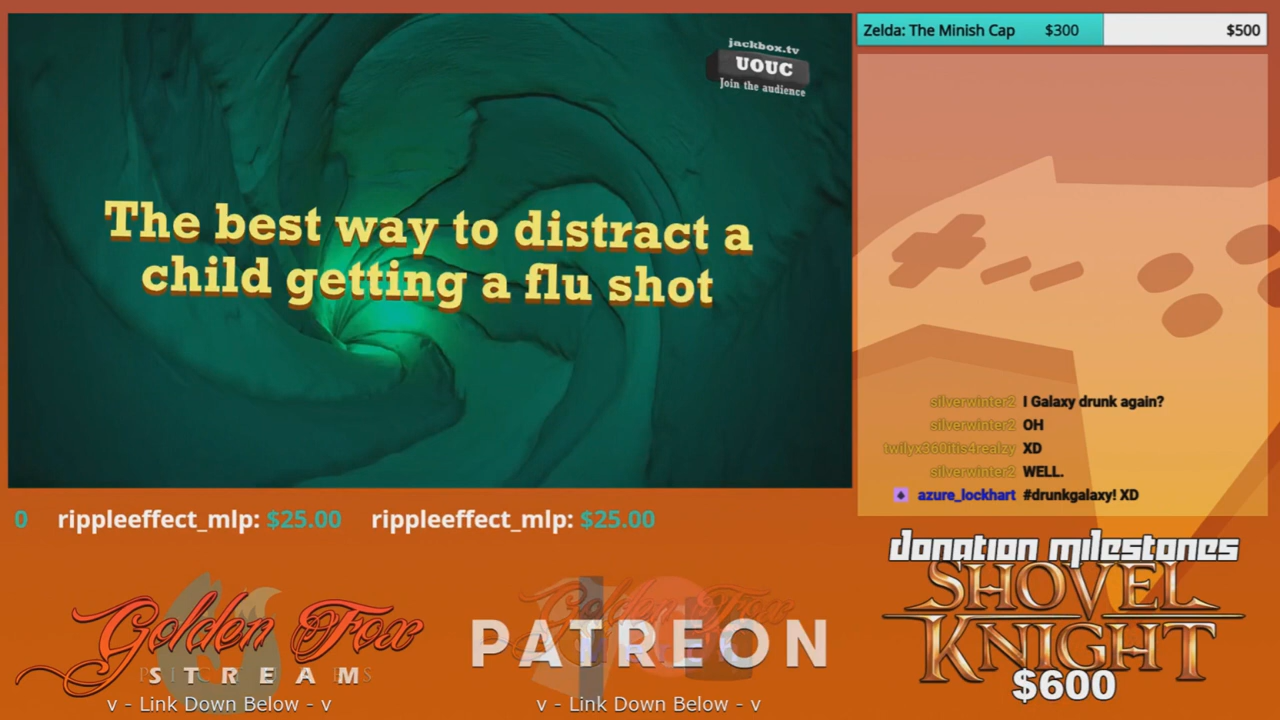 jackbox.tv
UOUC
Join the audience
The best way to distract a
child getting a flu shot
Zelda: The Minish Cap $300 $500
silverwinter2 I Galaxy drunk again?
silverwinter2 OH
twilyx360itis4realzy XD
silverwinter2 WELL.
azure_lockhart #drunkgalaxy! XD
0 rippleeffect_mlp: $25.00 rippleeffect_mlp: $25.00
Golden Fox
STREAM
v - Link Down Below - v
PATREON
v - Link Down Below - v
donation milestones
SHOVEL
KNIGHT
$600